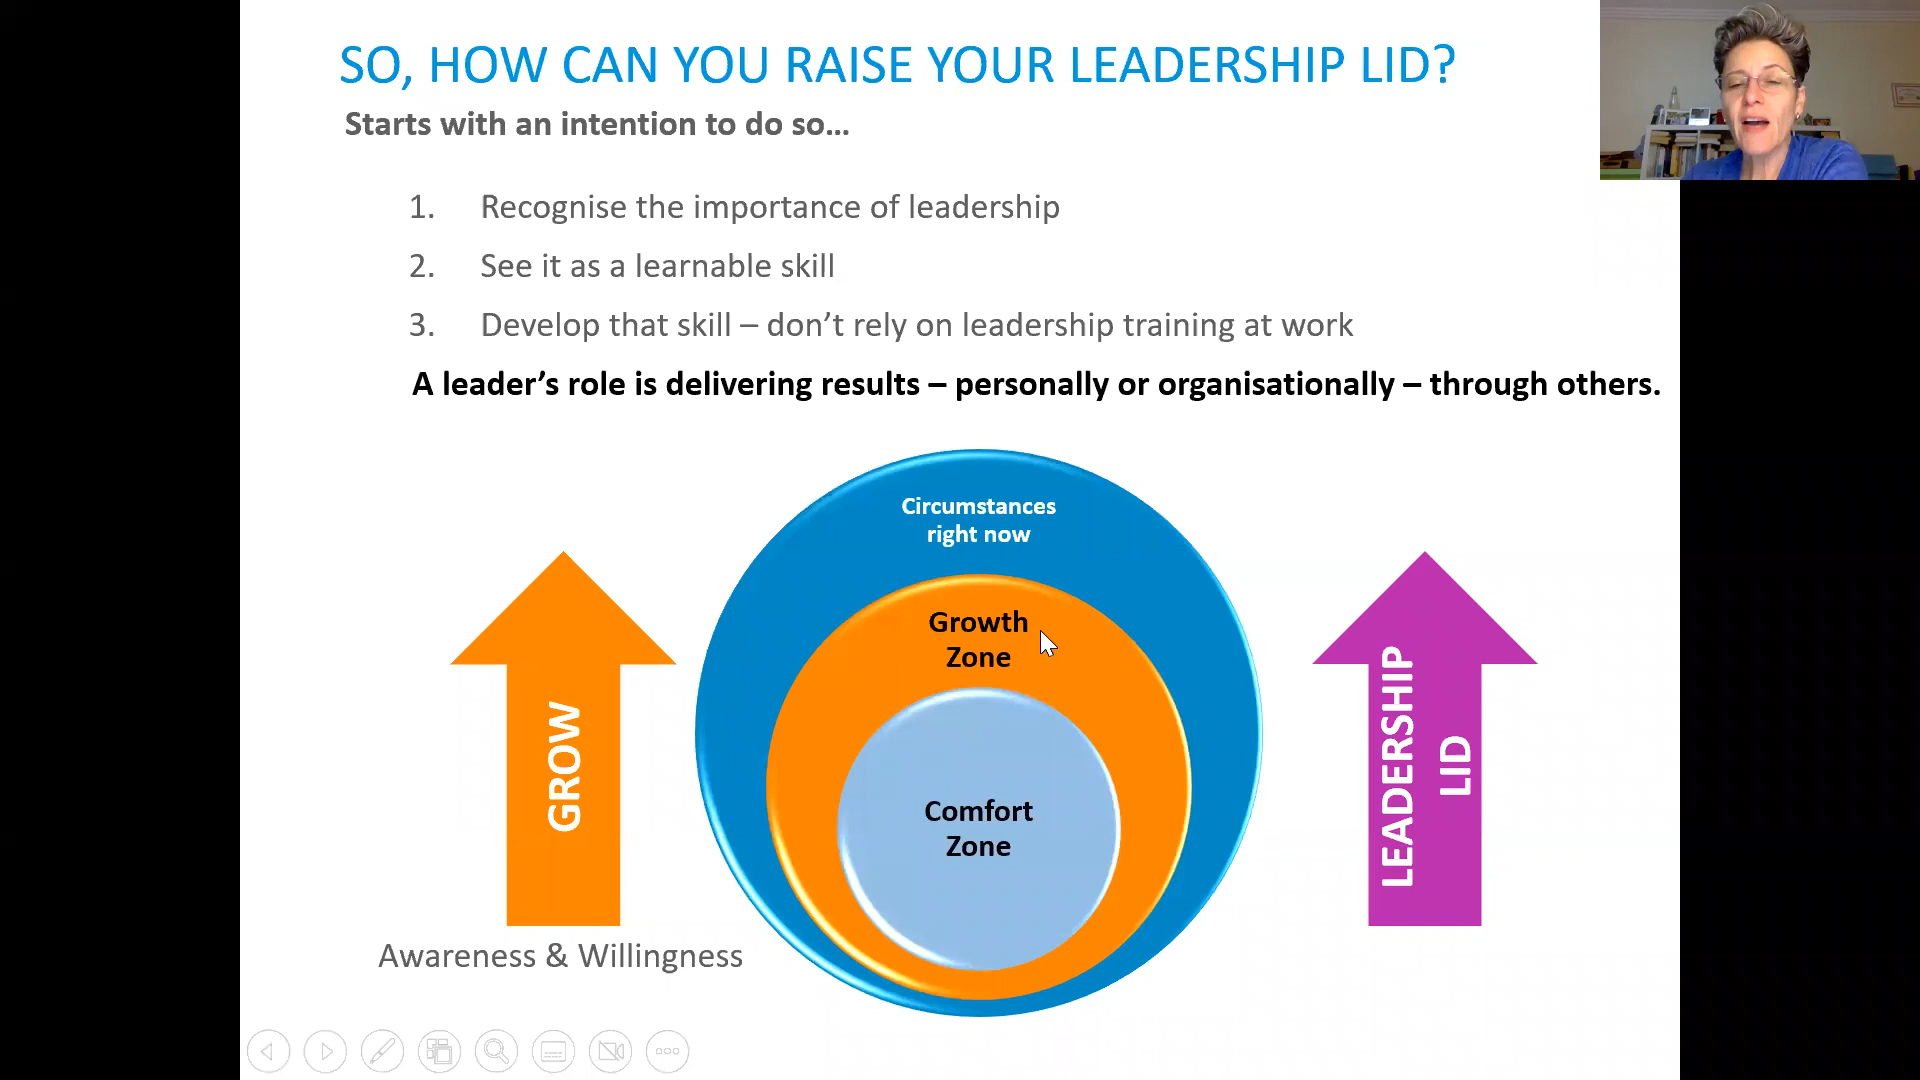 SO, HOW CAN YOU RAISE YOUR LEADERSHIP LID?
Starts with an intention to do so...
1. Recognise the importance of leadership
2. See it as a learnable skill
3. Develop that skill – don't rely on leadership training at work
A leader's role is delivering results – personally or organisationally – through others.
Circumstances
right now
Growth
Zone
Comfort
Zone
GROW
Awareness & Willingness
LEADERSHIP
LID